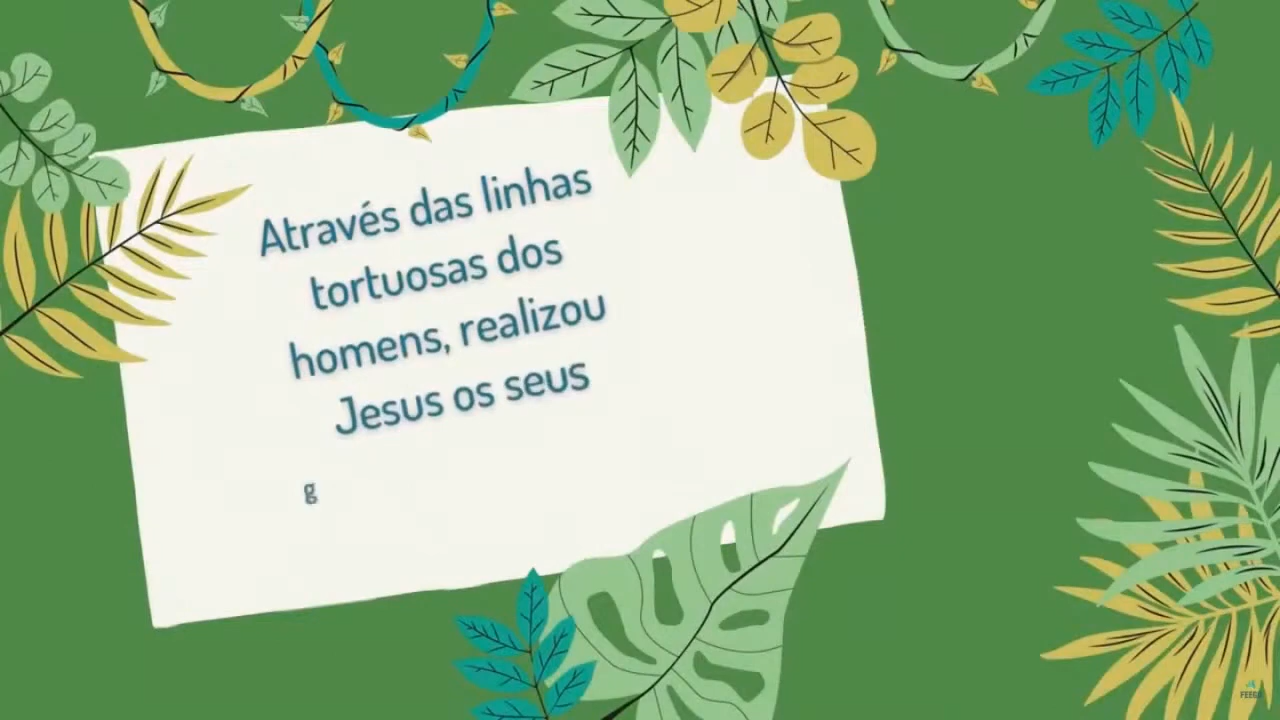 Através das linhas
tortuosas dos
homens, realizou
Jesus os seus
g